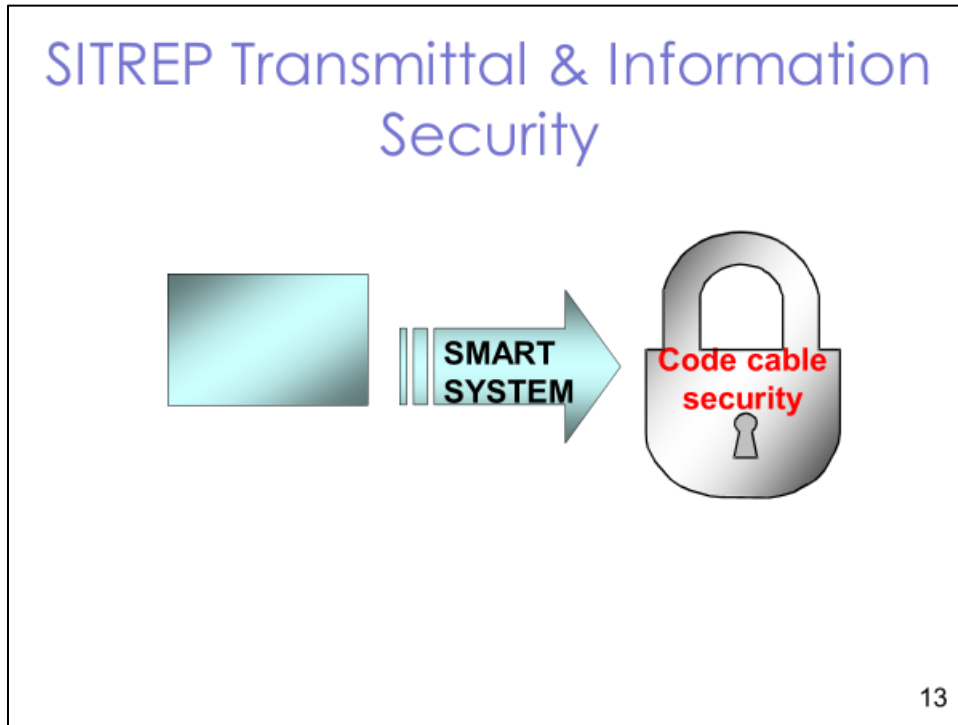 SITREP Transmittal & Information
Security
SMART
SYSTEM
Code cable
security
13